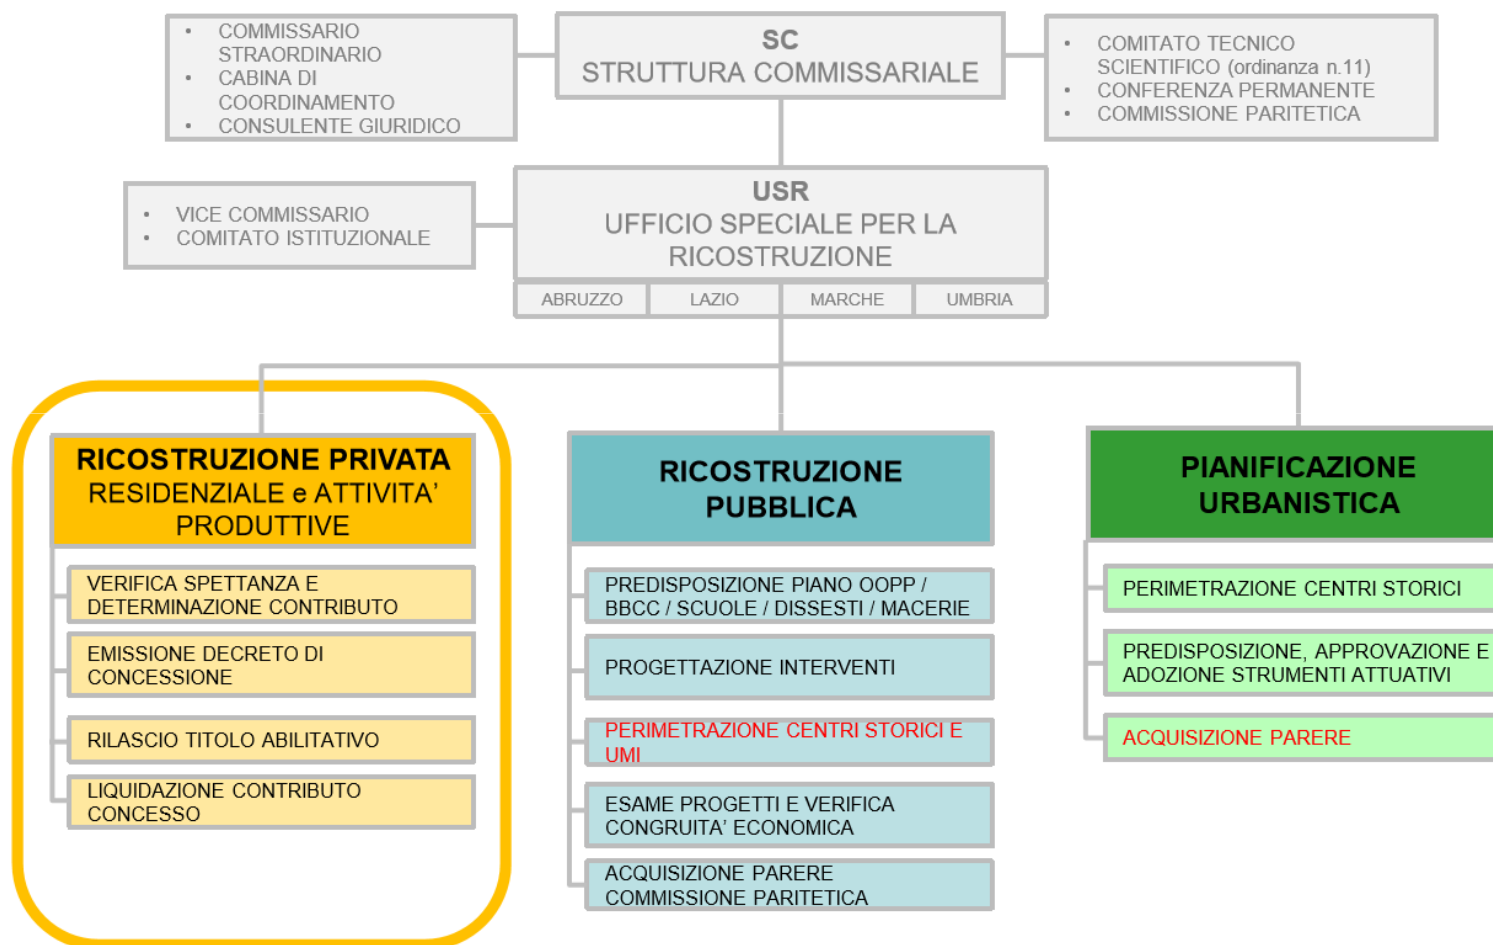 • COMMISSARIO
STRAORDINARIO
• CABINA DI
COORDINAMENTO
• CONSULENTE GIURIDICO
SC
STRUTTURA COMMISSARIALE
• COMITATO TECNICO
SCIENTIFICO (ordinanza n.11)
• CONFERENZA PERMANENTE
• COMMISSIONE PARITETICA
• VICE COMMISSARIO
• COMITATO ISTITUZIONALE
USR
UFFICIO SPECIALE PER LA
RICOSTRUZIONE
ABRUZZO
LAZIO
MARCHE
UMBRIA
RICOSTRUZIONE PRIVATA
RESIDENZIALE e ATTIVITA’
PRODUTTIVE
VERIFICA SPETTANZA E
DETERMINAZIONE CONTRIBUTO
EMISSIONE DECRETO DI
CONCESSIONE
RILASCIO TITOLO ABILITATIVO
LIQUIDAZIONE CONTRIBUTO
CONCESSO
RICOSTRUZIONE
PUBBLICA
PREDISPOSIZIONE PIANO OOPP /
BBCC / SCUOLE / DISSESTI / MACERIE
PROGETTAZIONE INTERVENTI
PERIMETRAZIONE CENTRI STORICI E
UMI
ESAME PROGETTI E VERIFICA
CONGRUITA’ ECONOMICA
ACQUISIZIONE PARERE
COMMISSIONE PARITETICA
PIANIFICAZIONE
URBANISTICA
PERIMETRAZIONE CENTRI STORICI
PREDISPOSIZIONE, APPROVAZIONE E
ADOZIONE STRUMENTI ATTUATIVI
ACQUISIZIONE PARERE